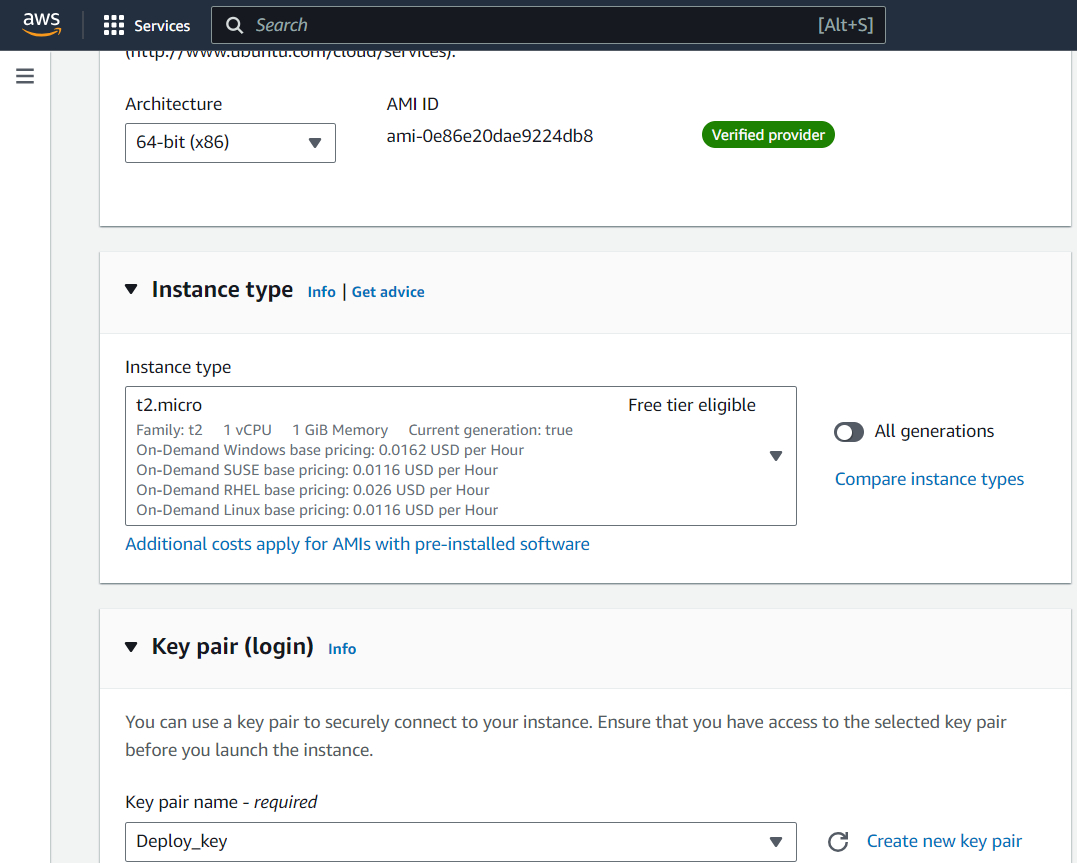 aws Services Search [Alt+S]
(http://www.ubuntu.com/cloud/services).
Architecture AMI ID
64-bit (x86) ami-0e86e20dae9224db8 Verified provider
Instance type Info | Get advice
Instance type
t2.micro Free tier eligible
Family: t2 1 vCPU 1 GiB Memory Current generation: true
On-Demand Windows base pricing: 0.0162 USD per Hour
On-Demand SUSE base pricing: 0.0116 USD per Hour
On-Demand RHEL base pricing: 0.026 USD per Hour
On-Demand Linux base pricing: 0.0116 USD per Hour
All generations
Compare instance types
Additional costs apply for AMIs with pre-installed software
Key pair (login) Info
You can use a key pair to securely connect to your instance. Ensure that you have access to the selected key pair
before you launch the instance.
Key pair name - required
Deploy_key Create new key pair